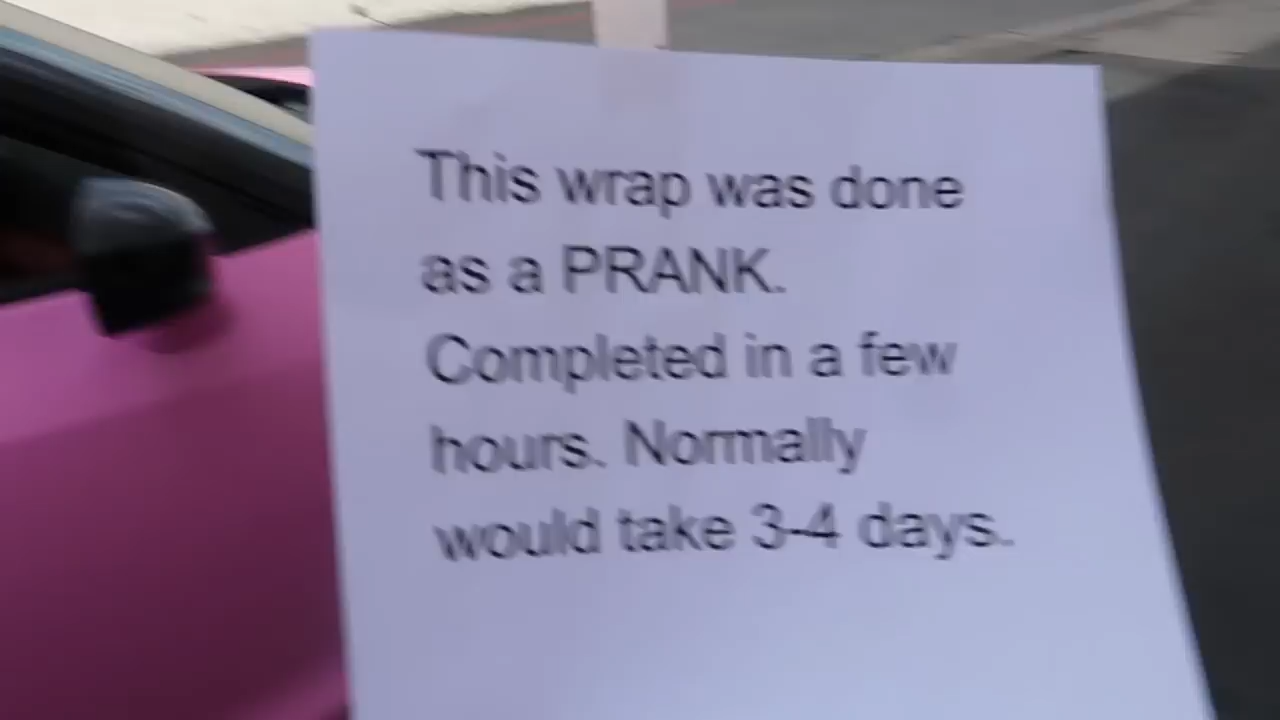 This wrap was done
as a PRANK.
Completed in a few
hours. Normally
would take 3-4 days.